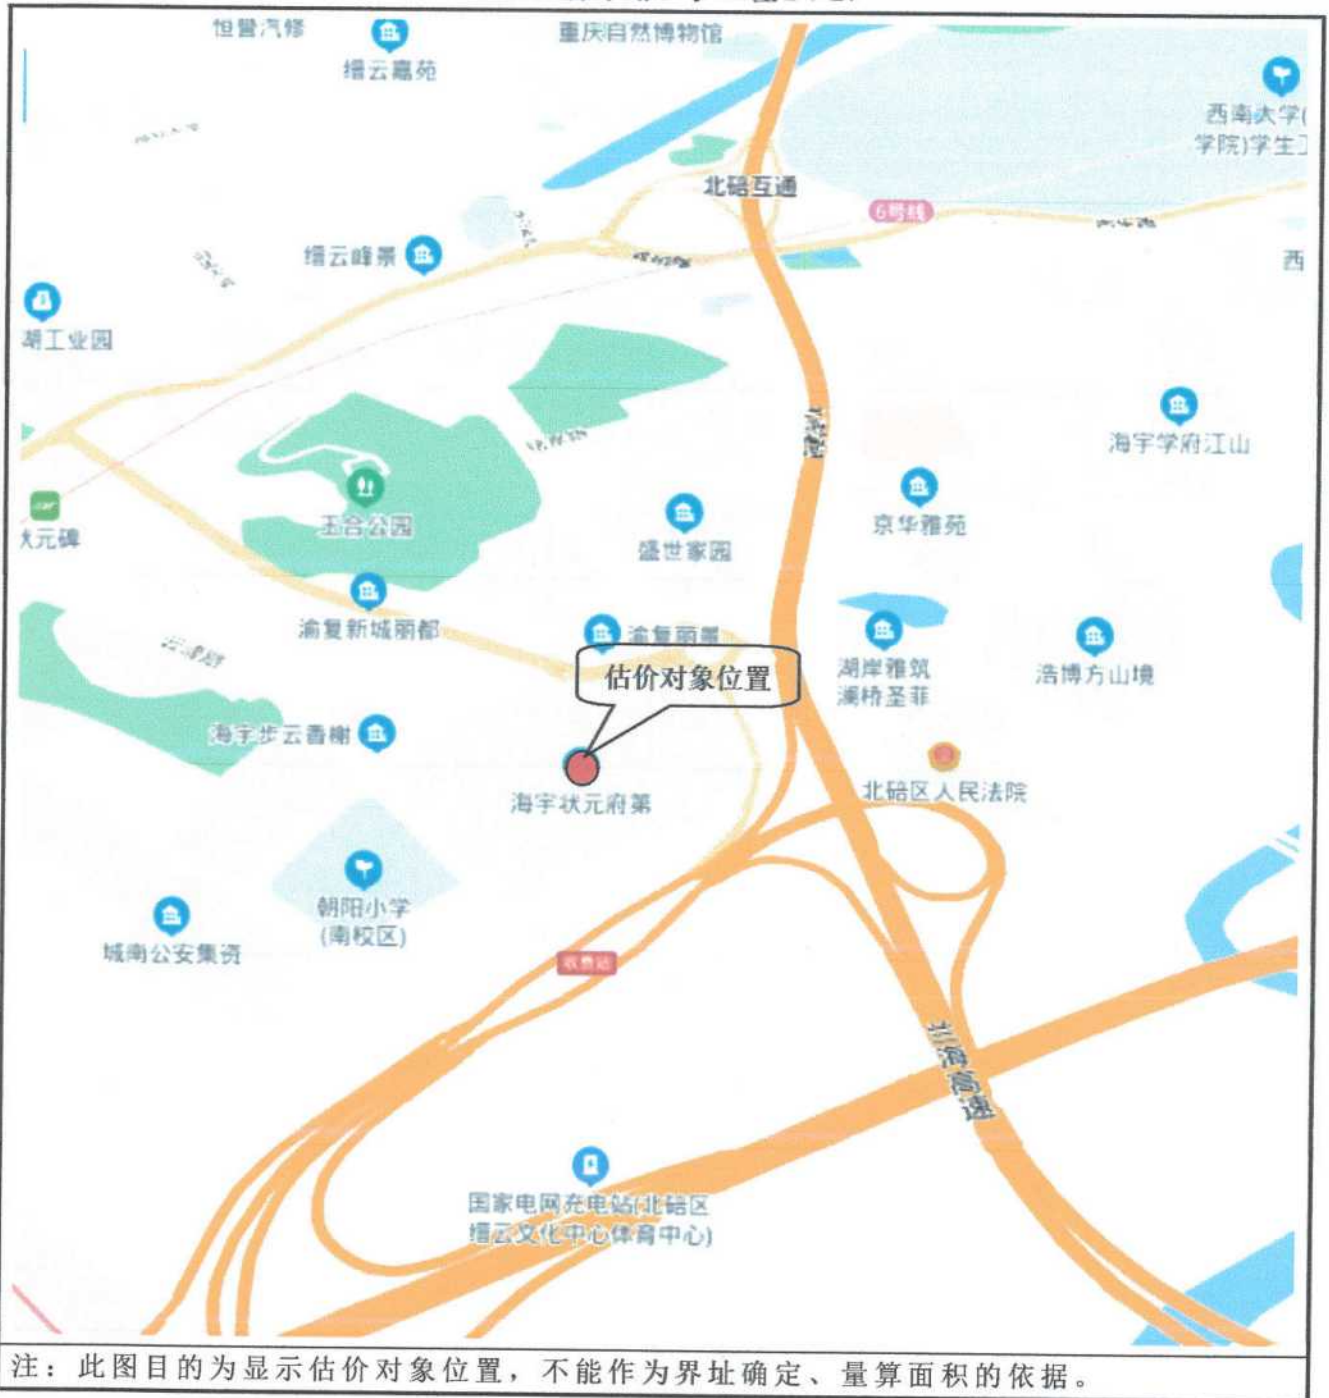 恒誉汽修
重庆自然博物馆
缙云嘉苑
西南大学(
学院)学生工
北碚互通
6号线
缙云峰景
西
湖工业园
海宇学府江山
状元碑
王合公园
盛世家园
京华雅苑
渝复新城丽都
渝复丽景
估价对象位置
湖岸雅筑
澜桥圣菲
浩博方山境
海宇步云香榭
海宇状元府第
北碚区人民法院
朝阳小学
(南校区)
城南公安集资
收费站
兰海高速
国家电网充电站(北碚区
缙云文化中心体育中心)
注：此图目的为显示估价对象位置，不能作为界址确定、量算面积的依据。